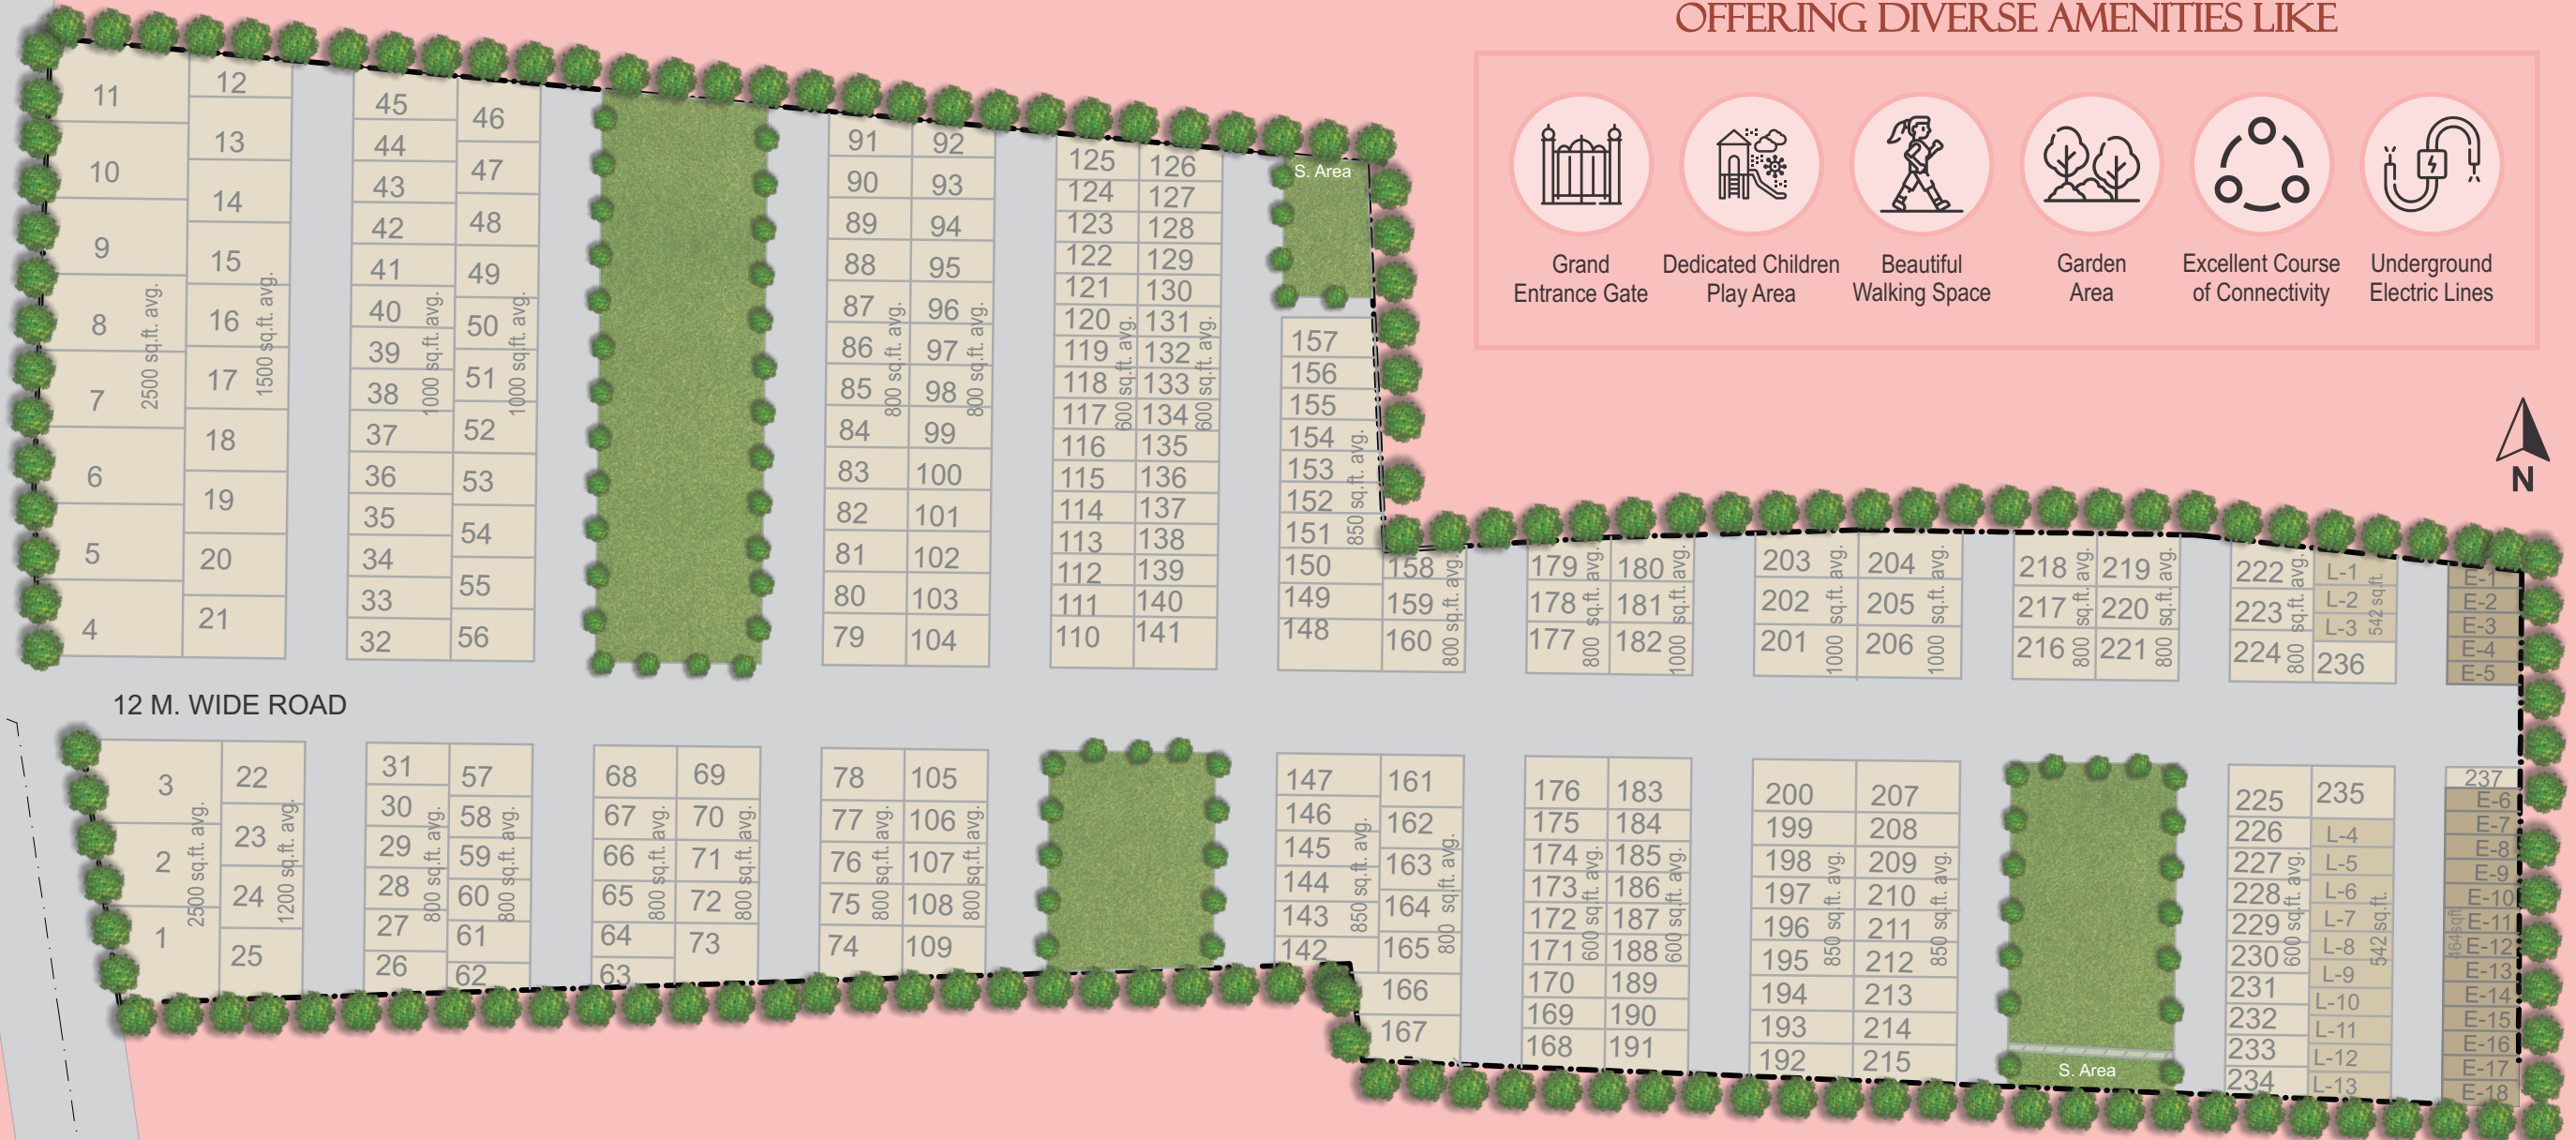 OFFERING DIVERSE AMENITIES LIKE
Grand
Entrance Gate
Dedicated Children
Play Area
Beautiful
Walking Space
Garden
Area
Excellent Course
of Connectivity
Underground
Electric Lines
N
11
10
9
8
7
6
5
4
2500 sq.ft. avg.
12
13
14
15
16
17
18
19
20
21
1500 sq.ft. avg.
45
44
43
42
41
40
39
38
37
36
35
34
33
32
1000 sq.ft. avg.
46
47
48
49
50
51
52
53
54
55
56
1000 sq.ft. avg.
91
90
89
88
87
86
85
84
83
82
81
80
79
800 sq.ft. avg.
92
93
94
95
96
97
98
99
100
101
102
103
104
800 sq.ft. avg.
125
124
123
122
121
120
119
118
117
116
115
114
113
112
111
110
600 sq.ft. avg.
126
127
128
129
130
131
132
133
134
135
136
137
138
139
140
141
600 sq.ft. avg.
S. Area
157
156
155
154
153
152
151
150
149
148
850 sq.ft. avg.
158
159
160
800 sq.ft. avg.
179
178
177
800 sq.ft. avg.
180
181
182
1000 sq.ft. avg.
203
202
201
1000 sq.ft. avg.
204
205
206
1000 sq.ft. avg.
218
217
216
800 sq.ft. avg.
219
220
221
800 sq.ft. avg.
222
223
224
800 sq.ft. avg.
L-1
L-2
L-3
542 sq.ft.
236
E-1
E-2
E-3
E-4
E-5
12 M. WIDE ROAD
3
2
1
2500 sq.ft. avg.
22
23
24
25
1200 sq.ft. avg.
31
30
29
28
27
26
800 sq.ft. avg.
57
58
59
60
61
62
800 sq.ft. avg.
68
67
66
65
64
63
800 sq.ft. avg.
69
70
71
72
73
800 sq.ft. avg.
78
77
76
75
74
800 sq.ft. avg.
105
106
107
108
109
800 sq.ft. avg.
147
146
145
144
143
142
850 sq.ft. avg.
161
162
163
164
165
166
167
800 sq.ft. avg.
176
175
174
173
172
171
170
169
168
600 sq.ft. avg.
183
184
185
186
187
188
189
190
191
600 sq.ft. avg.
200
199
198
197
196
195
194
193
192
850 sq.ft. avg.
207
208
209
210
211
212
213
214
215
850 sq.ft. avg.
S. Area
225
226
227
228
229
230
231
232
233
234
600 sq.ft. avg.
235
L-4
L-5
L-6
L-7
L-8
L-9
L-10
L-11
L-12
L-13
542 sq.ft.
237
E-6
E-7
E-8
E-9
E-10
E-11
E-12
E-13
E-14
E-15
E-16
E-17
E-18
464sqft